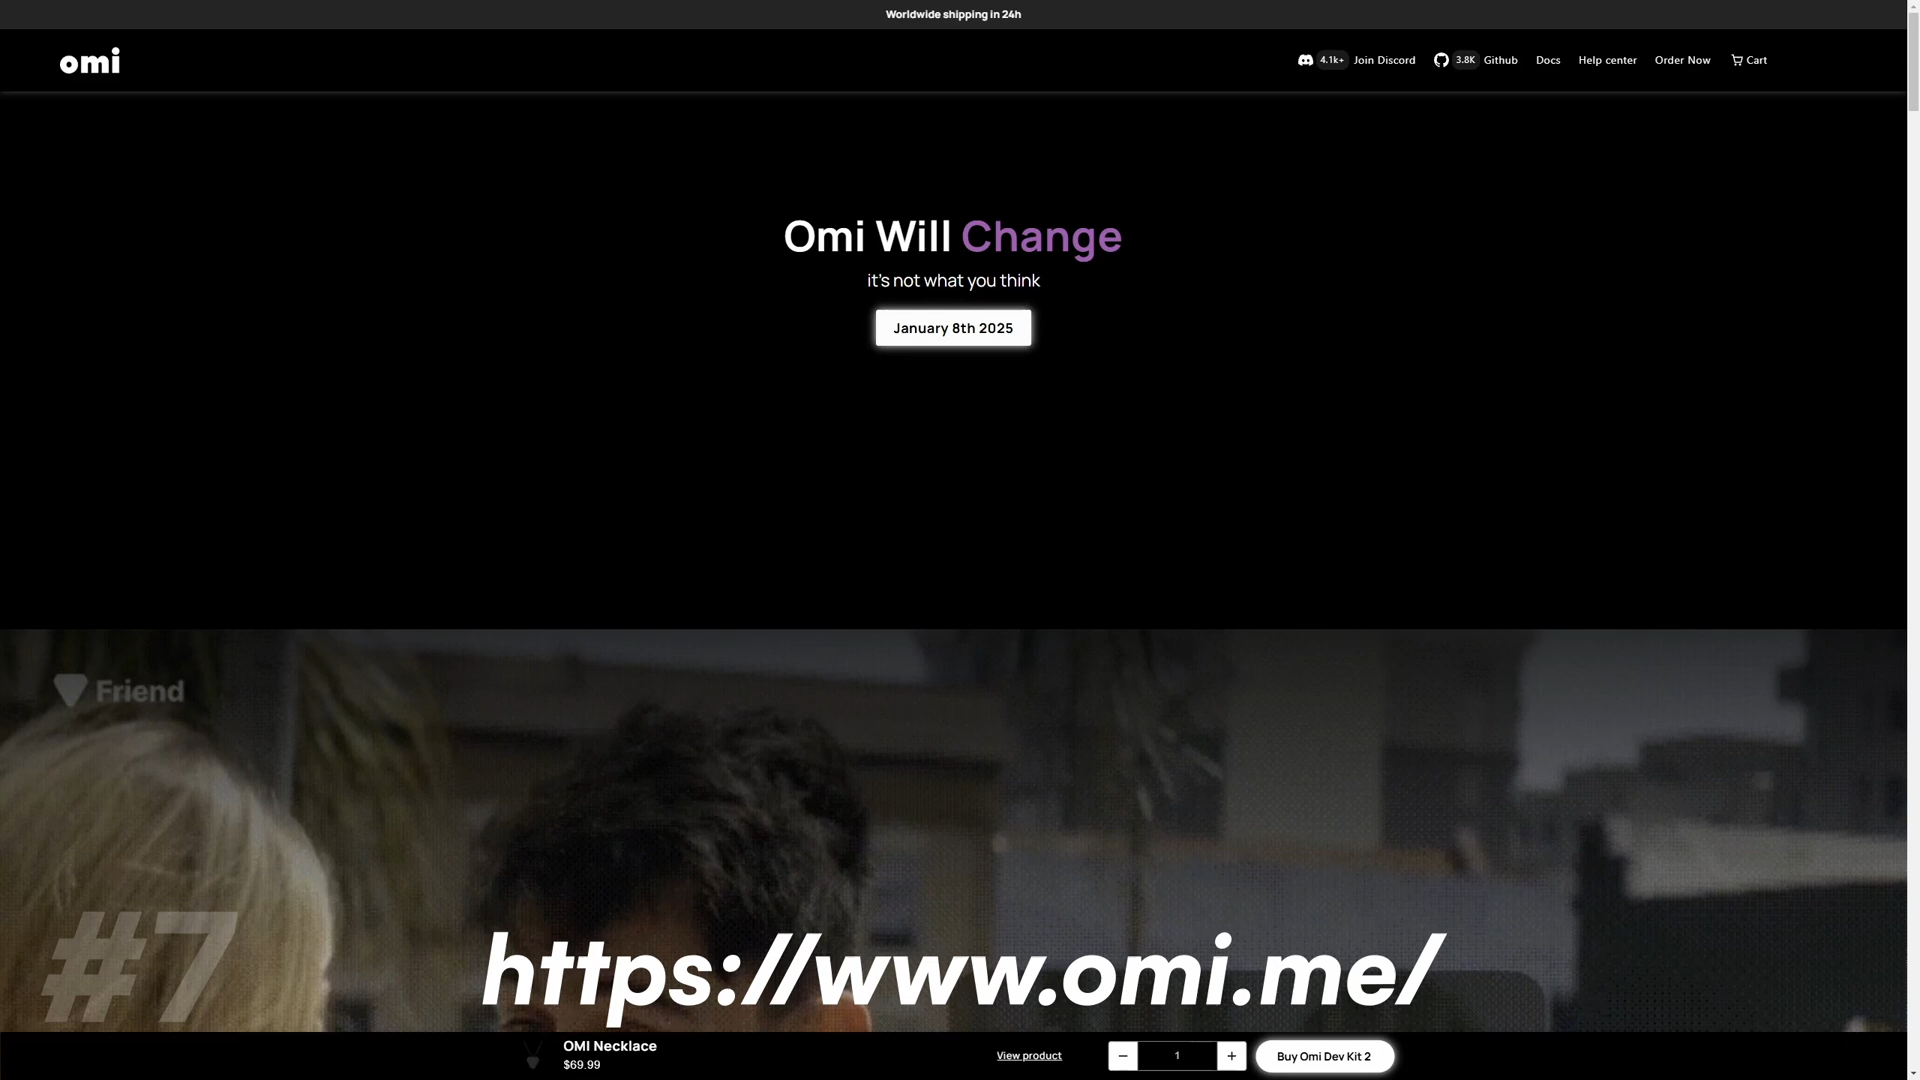 Worldwide shipping in 24h
omi
4.1k+ Join Discord
3.8K Github
Docs
Help center
Order Now
Cart
Omi Will Change
it's not what you think
January 8th 2025
Friend
#7
https://www.omi.me/
OMI Necklace
$69.99
View product
− 1 +
Buy Omi Dev Kit 2